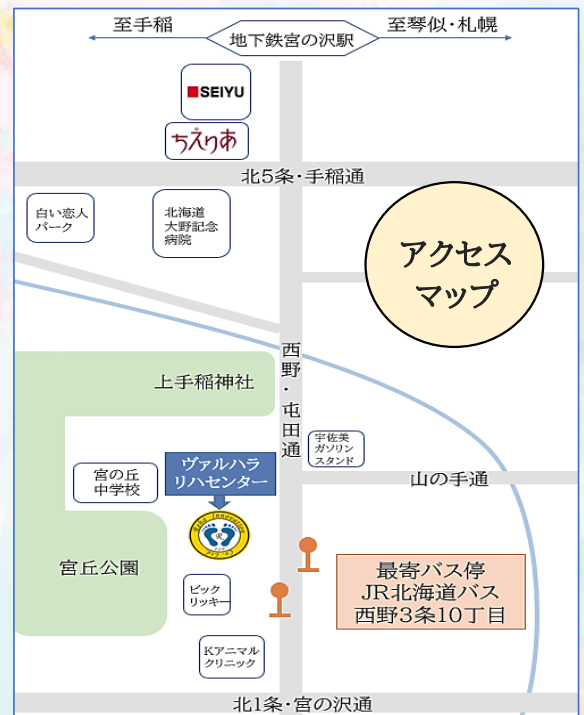 至手稲
地下鉄宮の沢駅
至琴似・札幌
SEIYU
ちえりあ
北5条・手稲通
白い恋人
パーク
北海道
大野記念
病院
アクセス
マップ
西野・屯田通
上手稲神社
宇佐美
ガソリン
スタンド
ヴァルハラ
リハセンター
宮の丘
中学校
山の手通
宮丘公園
R
ビック
リッキー
最寄バス停
JR北海道バス
西野3条10丁目
Kアニマル
クリニック
北1条・宮の沢通